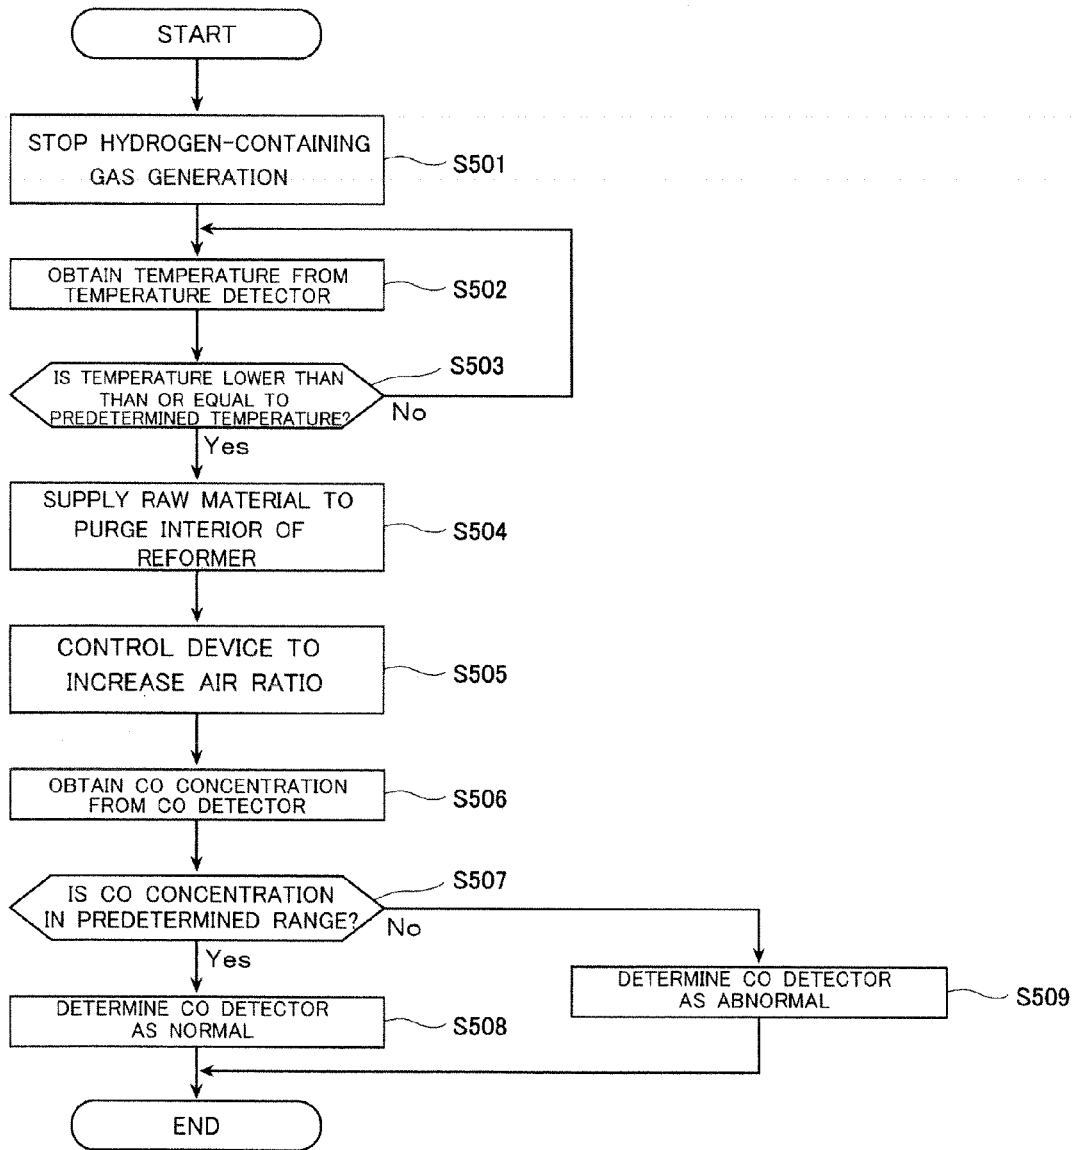 START
STOP HYDROGEN-CONTAINING
GAS GENERATION
S501
OBTAIN TEMPERATURE FROM
TEMPERATURE DETECTOR
S502
IS TEMPERATURE LOWER THAN
THAN OR EQUAL TO
PREDETERMINED TEMPERATURE?
S503
No
Yes
SUPPLY RAW MATERIAL TO
PURGE INTERIOR OF
REFORMER
S504
CONTROL DEVICE TO
INCREASE AIR RATIO
S505
OBTAIN CO CONCENTRATION
FROM CO DETECTOR
S506
IS CO CONCENTRATION
IN PREDETERMINED RANGE?
S507
No
Yes
DETERMINE CO DETECTOR
AS NORMAL
S508
DETERMINE CO DETECTOR
AS ABNORMAL
S509
END